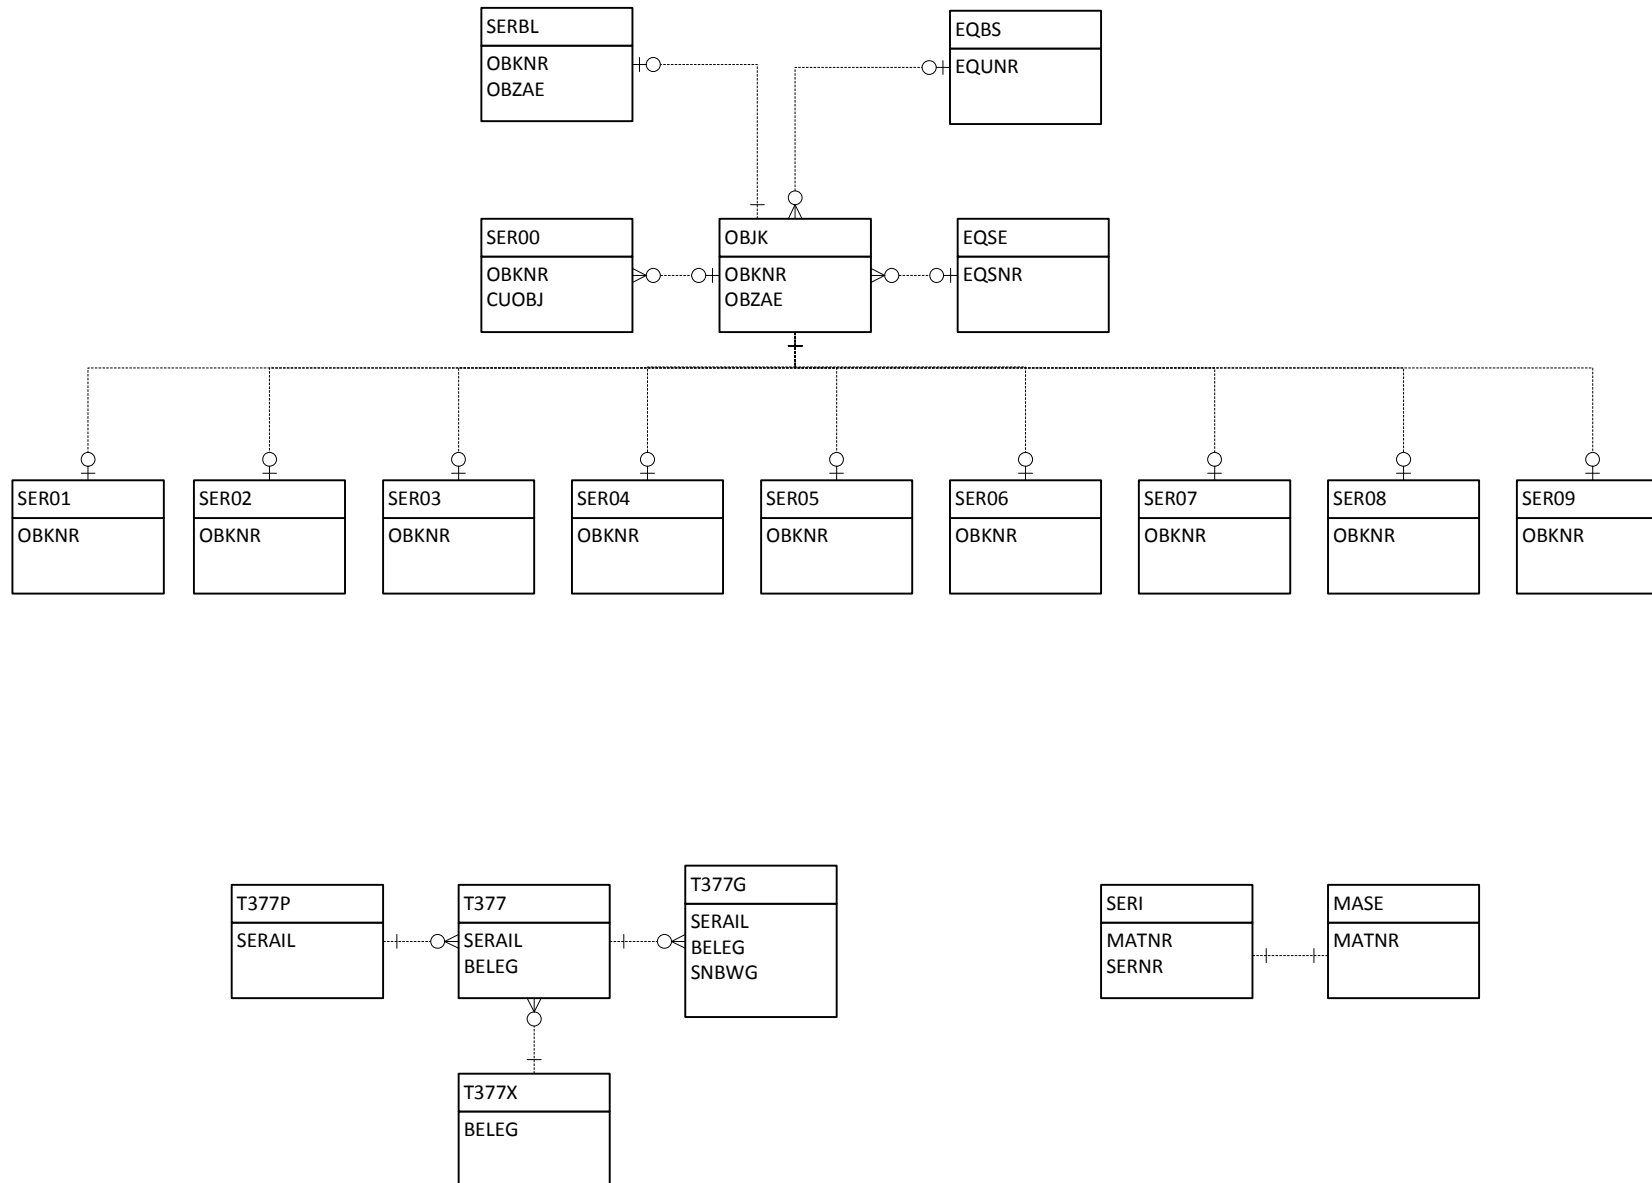 SERBL
OBKNR
OBZAE
EQBS
EQUNR
SER00
OBKNR
CUOBJ
OBJK
OBKNR
OBZAE
EQSE
EQSNR
SER01
OBKNR
SER02
OBKNR
SER03
OBKNR
SER04
OBKNR
SER05
OBKNR
SER06
OBKNR
SER07
OBKNR
SER08
OBKNR
SER09
OBKNR
T377P
SERAIL
T377
SERAIL
BELEG
T377G
SERAIL
BELEG
SNBWG
T377X
BELEG
SERI
MATNR
SERNR
MASE
MATNR